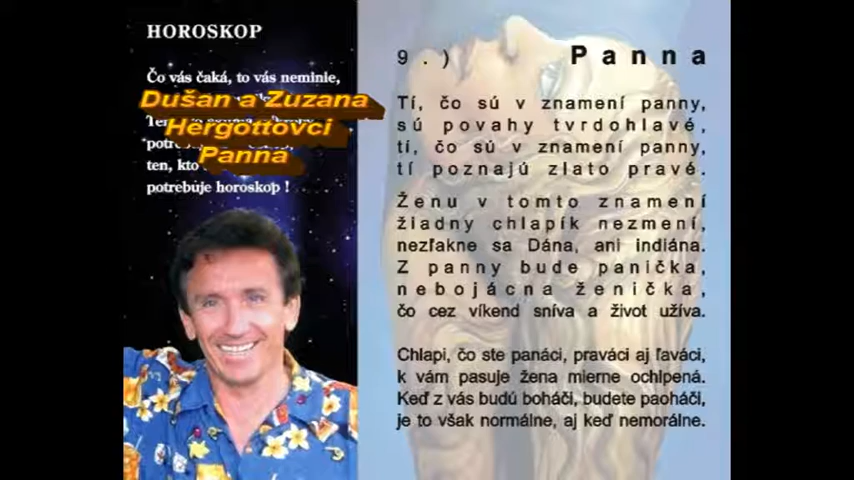 HOROSKOP
Čo vás čaká, to vás neminie,
Dušan a Zuzana
Hergottovci
Panna
ten, kto
potrebuje horoskop !
9.) Panna
Tí, čo sú v znamení panny,
sú povahy tvrdohlavé,
tí, čo sú v znamení panny,
tí poznajú zlato pravé.
Ženu v tomto znamení
žiadny chlapík nezmení,
nezľakne sa Dána, ani indiána.
Z panny bude panička,
nebojácna ženička,
čo cez víkend sníva a život užíva.
Chlapi, čo ste panáci, praváci aj ľaváci,
k vám pasuje žena mierne ochlpená.
Keď z vás budú boháči, budete paoháči,
je to však normálne, aj keď nemorálne.